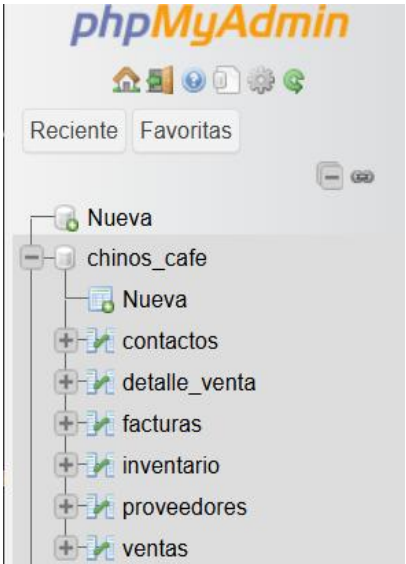 phpMyAdmin
Reciente Favoritas
Nueva
chinos_cafe
Nueva
contactos
detalle_venta
facturas
inventario
proveedores
ventas